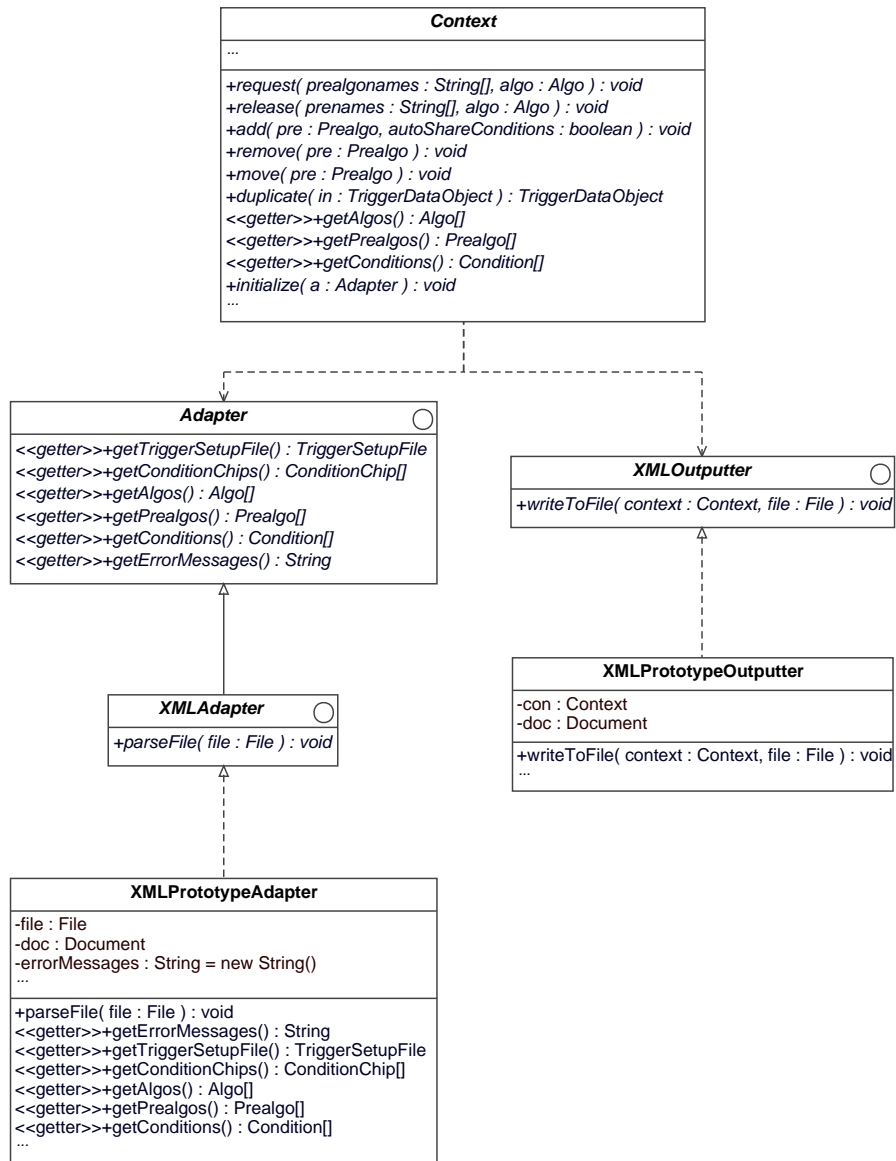 Context
...
+request( prealgonames : String[], algo : Algo ) : void
+release( prenames : String[], algo : Algo ) : void
+add( pre : Prealgo, autoShareConditions : boolean ) : void
+remove( pre : Prealgo ) : void
+move( pre : Prealgo ) : void
+duplicate( in : TriggerDataObject ) : TriggerDataObject
<<getter>>+getAlgos() : Algo[]
<<getter>>+getPrealgos() : Prealgo[]
<<getter>>+getConditions() : Condition[]
+initialize( a : Adapter ) : void
...
Adapter
<<getter>>+getTriggerSetupFile() : TriggerSetupFile
<<getter>>+getConditionChips() : ConditionChip[]
<<getter>>+getAlgos() : Algo[]
<<getter>>+getPrealgos() : Prealgo[]
<<getter>>+getConditions() : Condition[]
<<getter>>+getErrorMessages() : String
XMLOutputter
+writeToFile( context : Context, file : File ) : void
XMLAdapter
+parseFile( file : File ) : void
XMLPrototypeOutputter
-con : Context
-doc : Document
+writeToFile( context : Context, file : File ) : void
...
XMLPrototypeAdapter
-file : File
-doc : Document
-errorMessages : String = new String()
...
+parseFile( file : File ) : void
<<getter>>+getErrorMessages() : String
<<getter>>+getTriggerSetupFile() : TriggerSetupFile
<<getter>>+getConditionChips() : ConditionChip[]
<<getter>>+getAlgos() : Algo[]
<<getter>>+getPrealgos() : Prealgo[]
<<getter>>+getConditions() : Condition[]
...